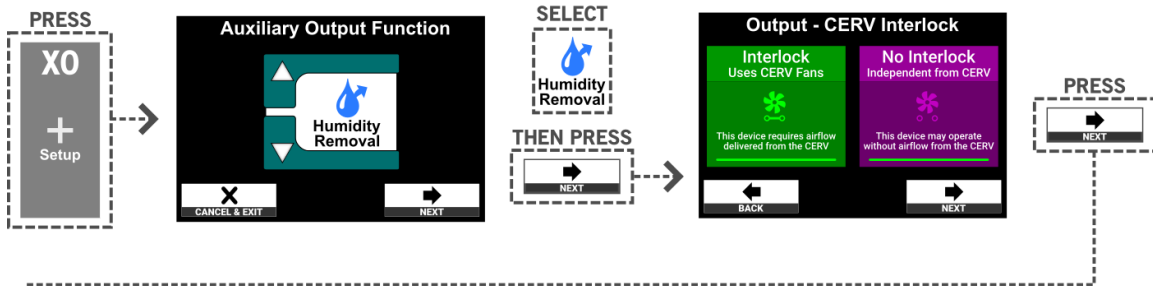 PRESS
XO
+
Setup
Auxiliary Output Function
Humidity
Removal
CANCEL & EXIT
NEXT
SELECT
Humidity
Removal
THEN PRESS
NEXT
Output - CERV Interlock
Interlock
Uses CERV Fans
This device requires airflow
delivered from the CERV
No Interlock
Independent from CERV
This device may operate
without airflow from the CERV
BACK
NEXT
PRESS
NEXT